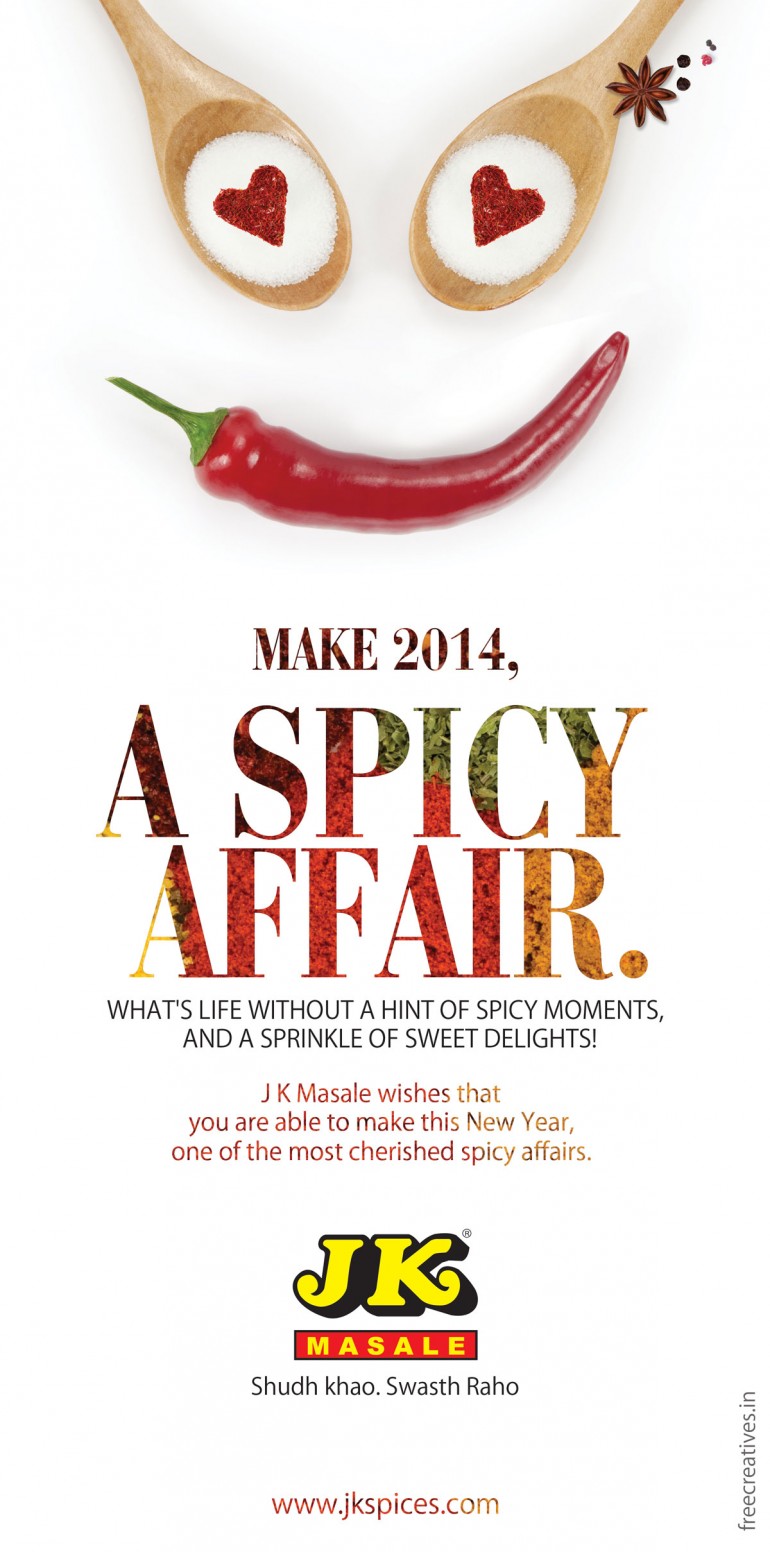 MAKE 2014,
A SPICY
AFFAIR.
WHAT'S LIFE WITHOUT A HINT OF SPICY MOMENTS,
AND A SPRINKLE OF SWEET DELIGHTS!
J K Masale wishes that
you are able to make this New Year,
one of the most cherished spicy affairs.
JK®
MASALE
Shudh khao. Swasth Raho
www.jkspices.com
freecreatives.in